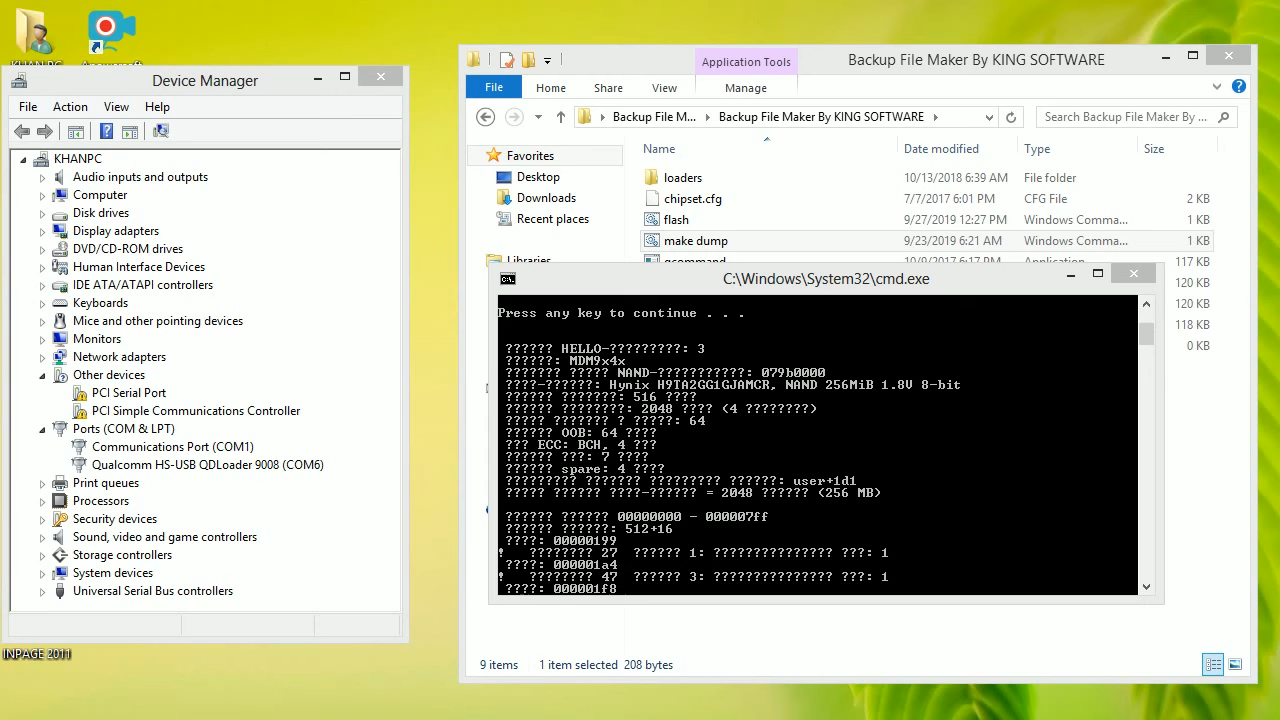 Device Manager
File Action View Help
KHANPC
Audio inputs and outputs
Computer
Disk drives
Display adapters
DVD/CD-ROM drives
Human Interface Devices
IDE ATA/ATAPI controllers
Keyboards
Mice and other pointing devices
Monitors
Network adapters
Other devices
PCI Serial Port
PCI Simple Communications Controller
Ports (COM & LPT)
Communications Port (COM1)
Qualcomm HS-USB QDLoader 9008 (COM6)
Print queues
Processors
Security devices
Sound, video and game controllers
Storage controllers
System devices
Universal Serial Bus controllers
INPAGE 2011
Application Tools
Backup File Maker By KING SOFTWARE
File Home Share View Manage
Backup File M... Backup File Maker By KING SOFTWARE
Search Backup File Maker By ...
Favorites
Desktop
Downloads
Recent places
Libraries
Name Date modified Type Size
loaders 10/13/2018 6:39 AM File folder
chipset.cfg 7/7/2017 6:01 PM CFG File 2 KB
flash 9/27/2019 12:27 PM Windows Comma... 1 KB
make dump 9/23/2019 6:21 AM Windows Comma... 1 KB
qcommand 10/9/2017 6:17 PM Application 117 KB
120 KB
120 KB
118 KB
0 KB
C:\Windows\System32\cmd.exe
Press any key to continue . . .
?????? HELLO-?????????: 3
??????: MDM9x4x
??????? ????? NAND-???????????: 079b0000
????-??????: Hynix H9TA2GG1GJAMCR, NAND 256MiB 1.8V 8-bit
?????? ???????: 516 ????
?????? ????????: 2048 ???? (4 ????????)
????? ??????? ? ?????: 64
?????? OOB: 64 ????
??? ECC: BCH, 4 ???
?????? ???: 7 ????
?????? spare: 4 ????
????????? ??????? ????????? ??????: user+id1
????? ?????? ????-?????? = 2048 ?????? (256 MB)
?????? ?????? 00000000 - 000007ff
?????? ??????: 512+16
????: 00000199
! ???????? 27 ?????? 1: ??????????????? ???: 1
????: 000001a4
! ???????? 47 ?????? 3: ??????????????? ???: 1
????: 000001f8
9 items 1 item selected 208 bytes